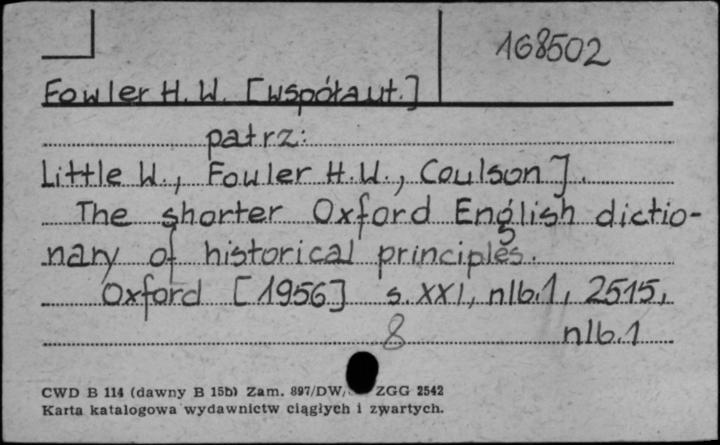 168502
Fowler H. W. [współaut.]
patrz:
Little W., Fowler H. W., Coulson J.
The shorter Oxford English dictio-
nary of historical principles.
Oxford [1956] s. XXI, nlb.1, 2515,
8 nlb.1
CWD B 114 (dawny B 15b) Zam. 897/DW/ ZGG 2542
Karta katalogowa wydawnictw ciągłych i zwartych.